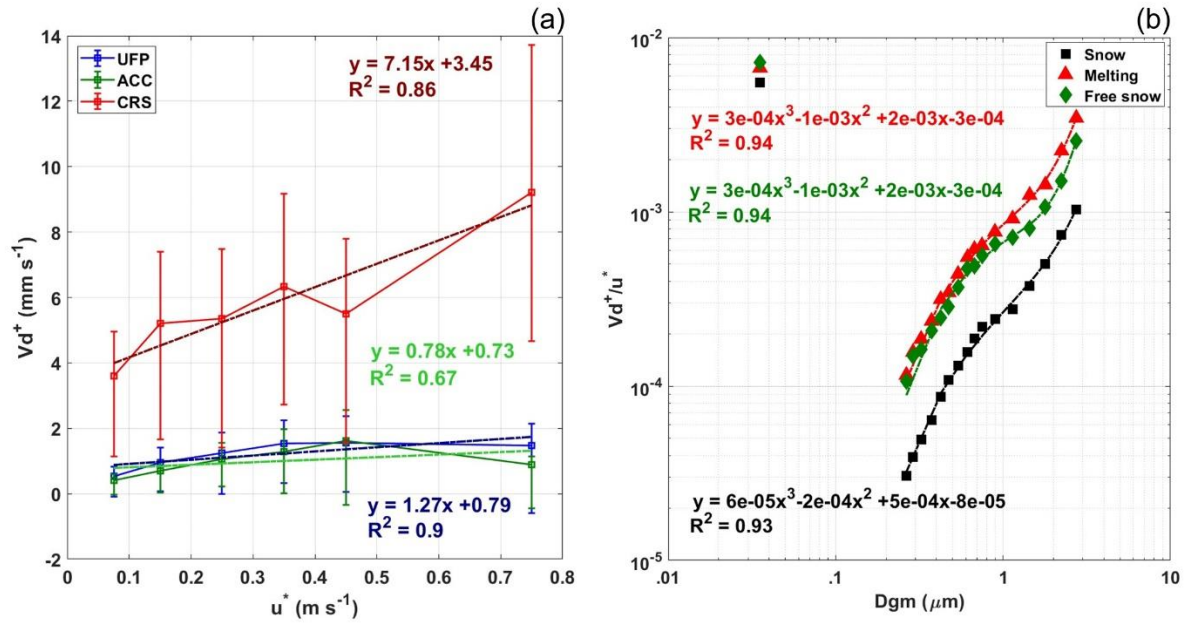 (a)
UFP
ACC
CRS
y = 7.15x +3.45
R² = 0.86
y = 0.78x +0.73
R² = 0.67
y = 1.27x +0.79
R² = 0.9
14
12
10
8
6
4
2
0
-2
Vd⁺ (mm s⁻¹)
0 0.1 0.2 0.3 0.4 0.5 0.6 0.7 0.8
u* (m s⁻¹)
(b)
Snow
Melting
Free snow
y = 3e-04x³-1e-03x² +2e-03x-3e-04
R² = 0.94
y = 3e-04x³-1e-03x² +2e-03x-3e-04
R² = 0.94
y = 6e-05x³-2e-04x² +5e-04x-8e-05
R² = 0.93
10⁻²
10⁻³
10⁻⁴
10⁻⁵
Vd⁺/u*
.01 .1 1 10
Dgm (μm)